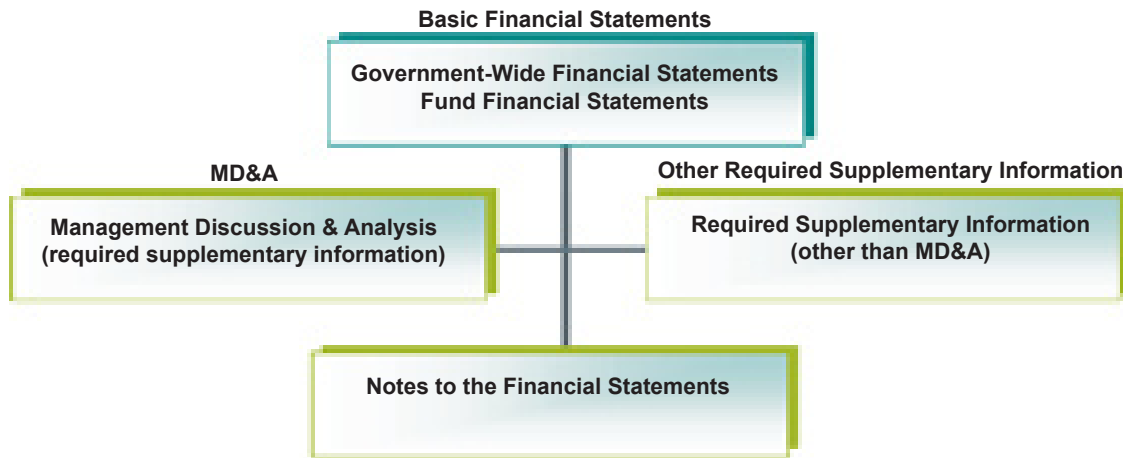 Basic Financial Statements
Government-Wide Financial Statements
Fund Financial Statements
MD&A
Management Discussion & Analysis
(required supplementary information)
Other Required Supplementary Information
Required Supplementary Information
(other than MD&A)
Notes to the Financial Statements